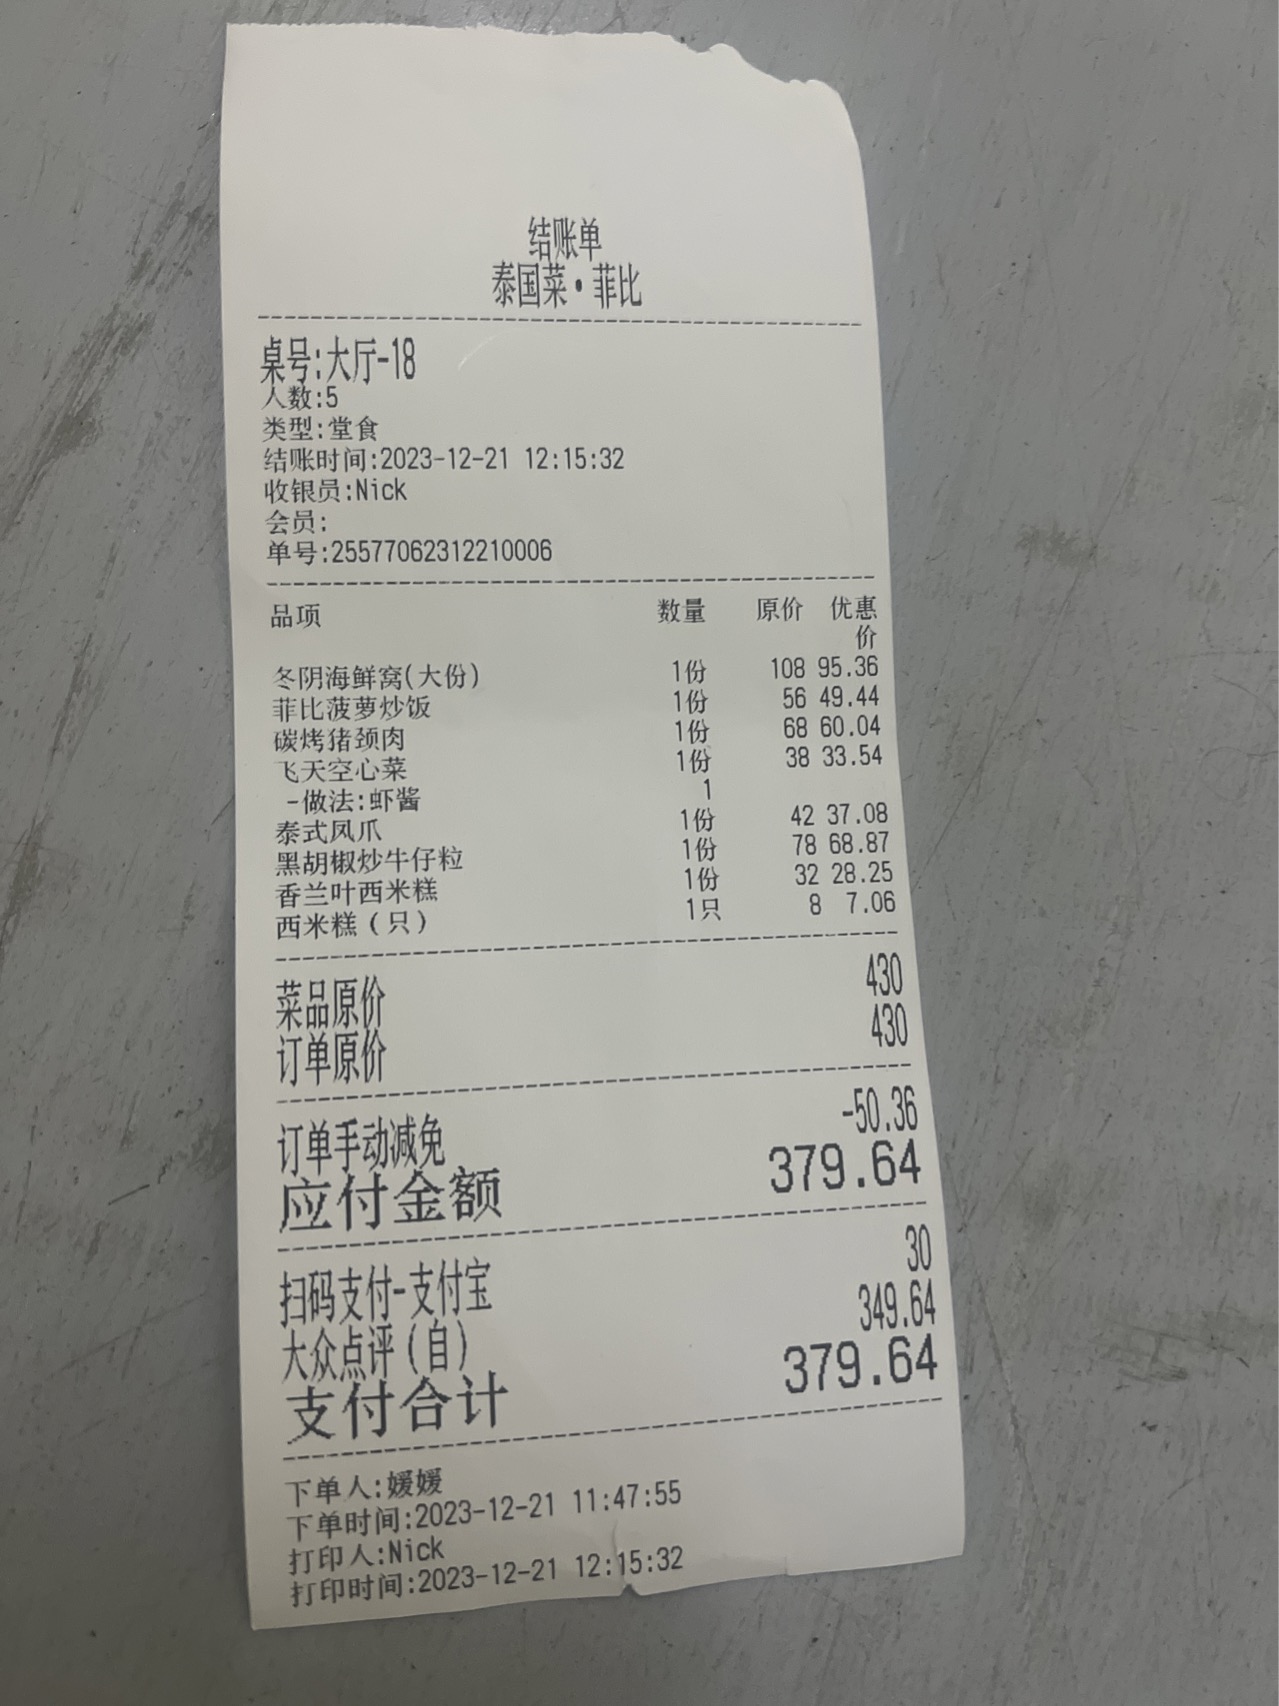 结账单
泰国菜•菲比
桌号:大厅-18
人数:5
类型:堂食
结账时间:2023-12-21 12:15:32
收银员:Nick
会员:
单号:25577062312210006
品项 数量 原价 优惠价
冬阴海鲜窝(大份) 1份 108 95.36
菲比菠萝炒饭 1份 56 49.44
碳烤猪颈肉 1份 68 60.04
飞天空心菜 1份 38 33.54
-做法:虾酱 1
泰式凤爪 1份 42 37.08
黑胡椒炒牛仔粒 1份 78 68.87
香兰叶西米糕 1份 32 28.25
西米糕(只) 1只 8 7.06
菜品原价 430
订单原价 430
订单手动减免 -50.36
应付金额 379.64
扫码支付-支付宝 30
大众点评(自) 349.64
支付合计 379.64
下单人:媛媛
下单时间:2023-12-21 11:47:55
打印人:Nick
打印时间:2023-12-21 12:15:32